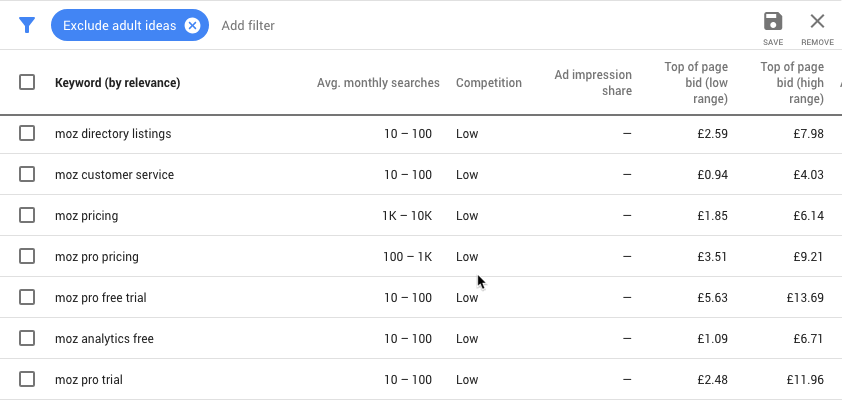 Exclude adult ideas Add filter
SAVE REMOVE
Keyword (by relevance) Avg. monthly searches Competition Ad impression share Top of page bid (low range) Top of page bid (high range)
moz directory listings 10 – 100 Low — £2.59 £7.98
moz customer service 10 – 100 Low — £0.94 £4.03
moz pricing 1K – 10K Low — £1.85 £6.14
moz pro pricing 100 – 1K Low — £3.51 £9.21
moz pro free trial 10 – 100 Low — £5.63 £13.69
moz analytics free 10 – 100 Low — £1.09 £6.71
moz pro trial 10 – 100 Low — £2.48 £11.96